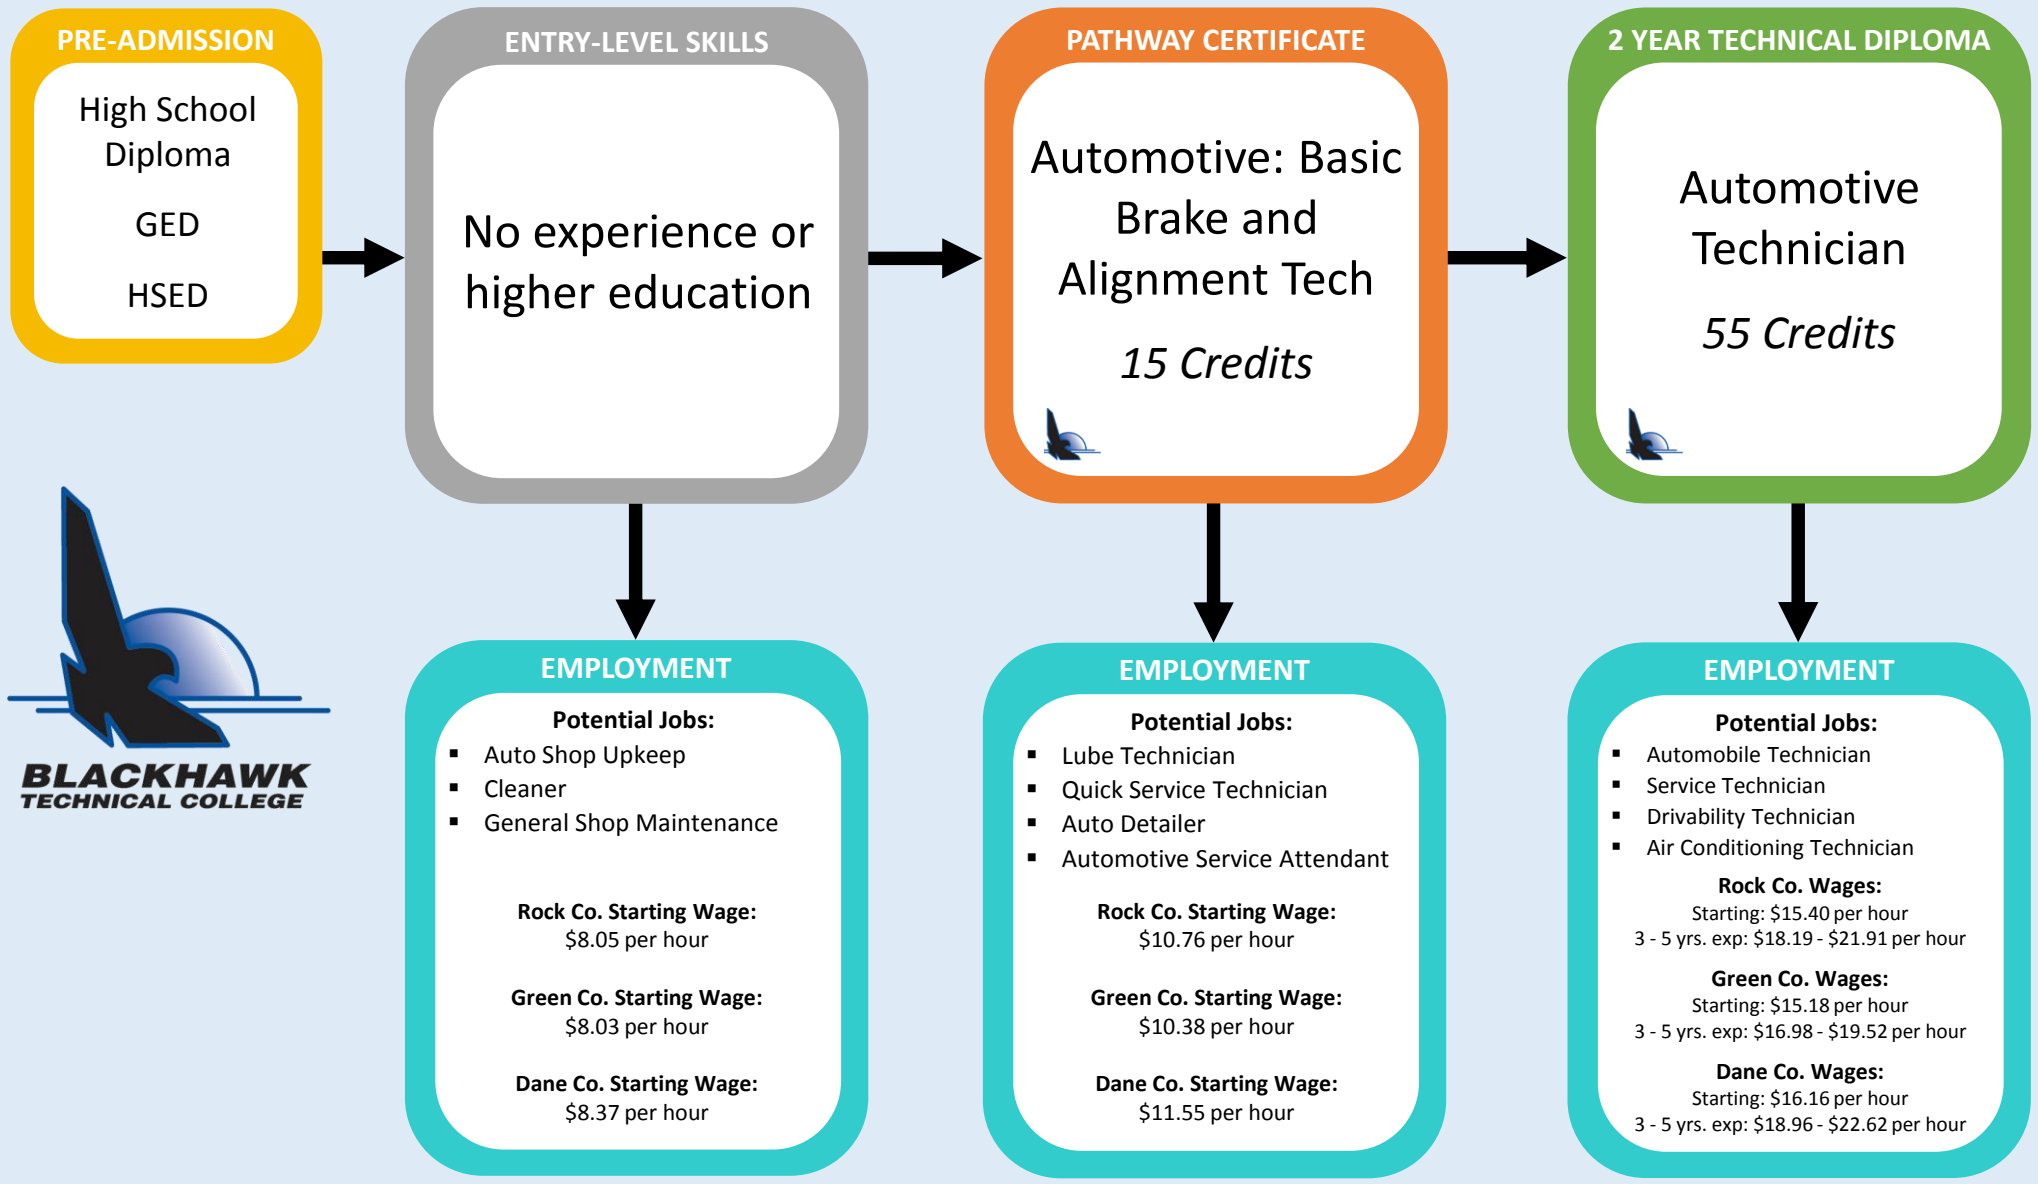 PRE-ADMISSION
High School
Diploma
GED
HSED
ENTRY-LEVEL SKILLS
No experience or
higher education
PATHWAY CERTIFICATE
Automotive: Basic
Brake and
Alignment Tech
15 Credits
2 YEAR TECHNICAL DIPLOMA
Automotive
Technician
55 Credits
BLACKHAWK
TECHNICAL COLLEGE
EMPLOYMENT
Potential Jobs:
▪ Auto Shop Upkeep
▪ Cleaner
▪ General Shop Maintenance
Rock Co. Starting Wage:
$8.05 per hour
Green Co. Starting Wage:
$8.03 per hour
Dane Co. Starting Wage:
$8.37 per hour
EMPLOYMENT
Potential Jobs:
▪ Lube Technician
▪ Quick Service Technician
▪ Auto Detailer
▪ Automotive Service Attendant
Rock Co. Starting Wage:
$10.76 per hour
Green Co. Starting Wage:
$10.38 per hour
Dane Co. Starting Wage:
$11.55 per hour
EMPLOYMENT
Potential Jobs:
▪ Automobile Technician
▪ Service Technician
▪ Drivability Technician
▪ Air Conditioning Technician
Rock Co. Wages:
Starting: $15.40 per hour
3 - 5 yrs. exp: $18.19 - $21.91 per hour
Green Co. Wages:
Starting: $15.18 per hour
3 - 5 yrs. exp: $16.98 - $19.52 per hour
Dane Co. Wages:
Starting: $16.16 per hour
3 - 5 yrs. exp: $18.96 - $22.62 per hour